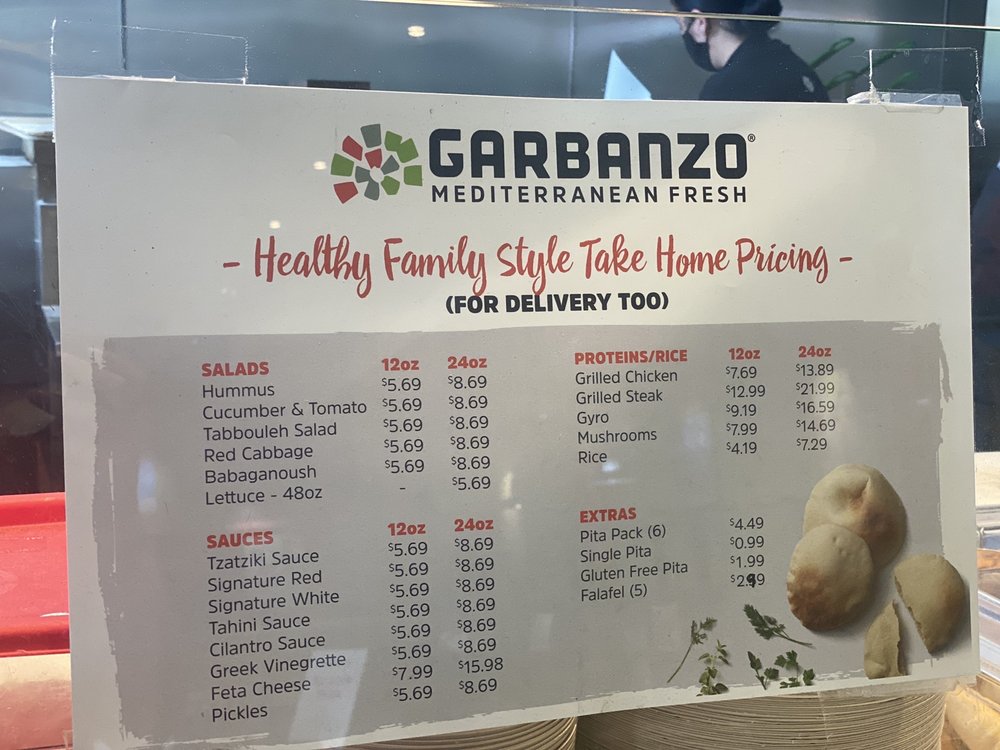 GARBANZO®
MEDITERRANEAN FRESH
- Healthy Family Style Take Home Pricing -
(FOR DELIVERY TOO)
SALADS 12oz 24oz
Hummus $5.69 $8.69
Cucumber & Tomato $5.69 $8.69
Tabbouleh Salad $5.69 $8.69
Red Cabbage $5.69 $8.69
Babaganoush $5.69 $8.69
Lettuce - 48oz - $5.69
SAUCES 12oz 24oz
Tzatziki Sauce $5.69 $8.69
Signature Red $5.69 $8.69
Signature White $5.69 $8.69
Tahini Sauce $5.69 $8.69
Cilantro Sauce $5.69 $8.69
Greek Vinegrette $5.69 $8.69
Feta Cheese $7.99 $15.98
Pickles $5.69 $8.69
PROTEINS/RICE 12oz 24oz
Grilled Chicken $7.69 $13.89
Grilled Steak $12.99 $21.99
Gyro $9.19 $16.59
Mushrooms $7.99 $14.69
Rice $4.19 $7.29
EXTRAS
Pita Pack (6) $4.49
Single Pita $0.99
Gluten Free Pita $1.99
Falafel (5) $2.99